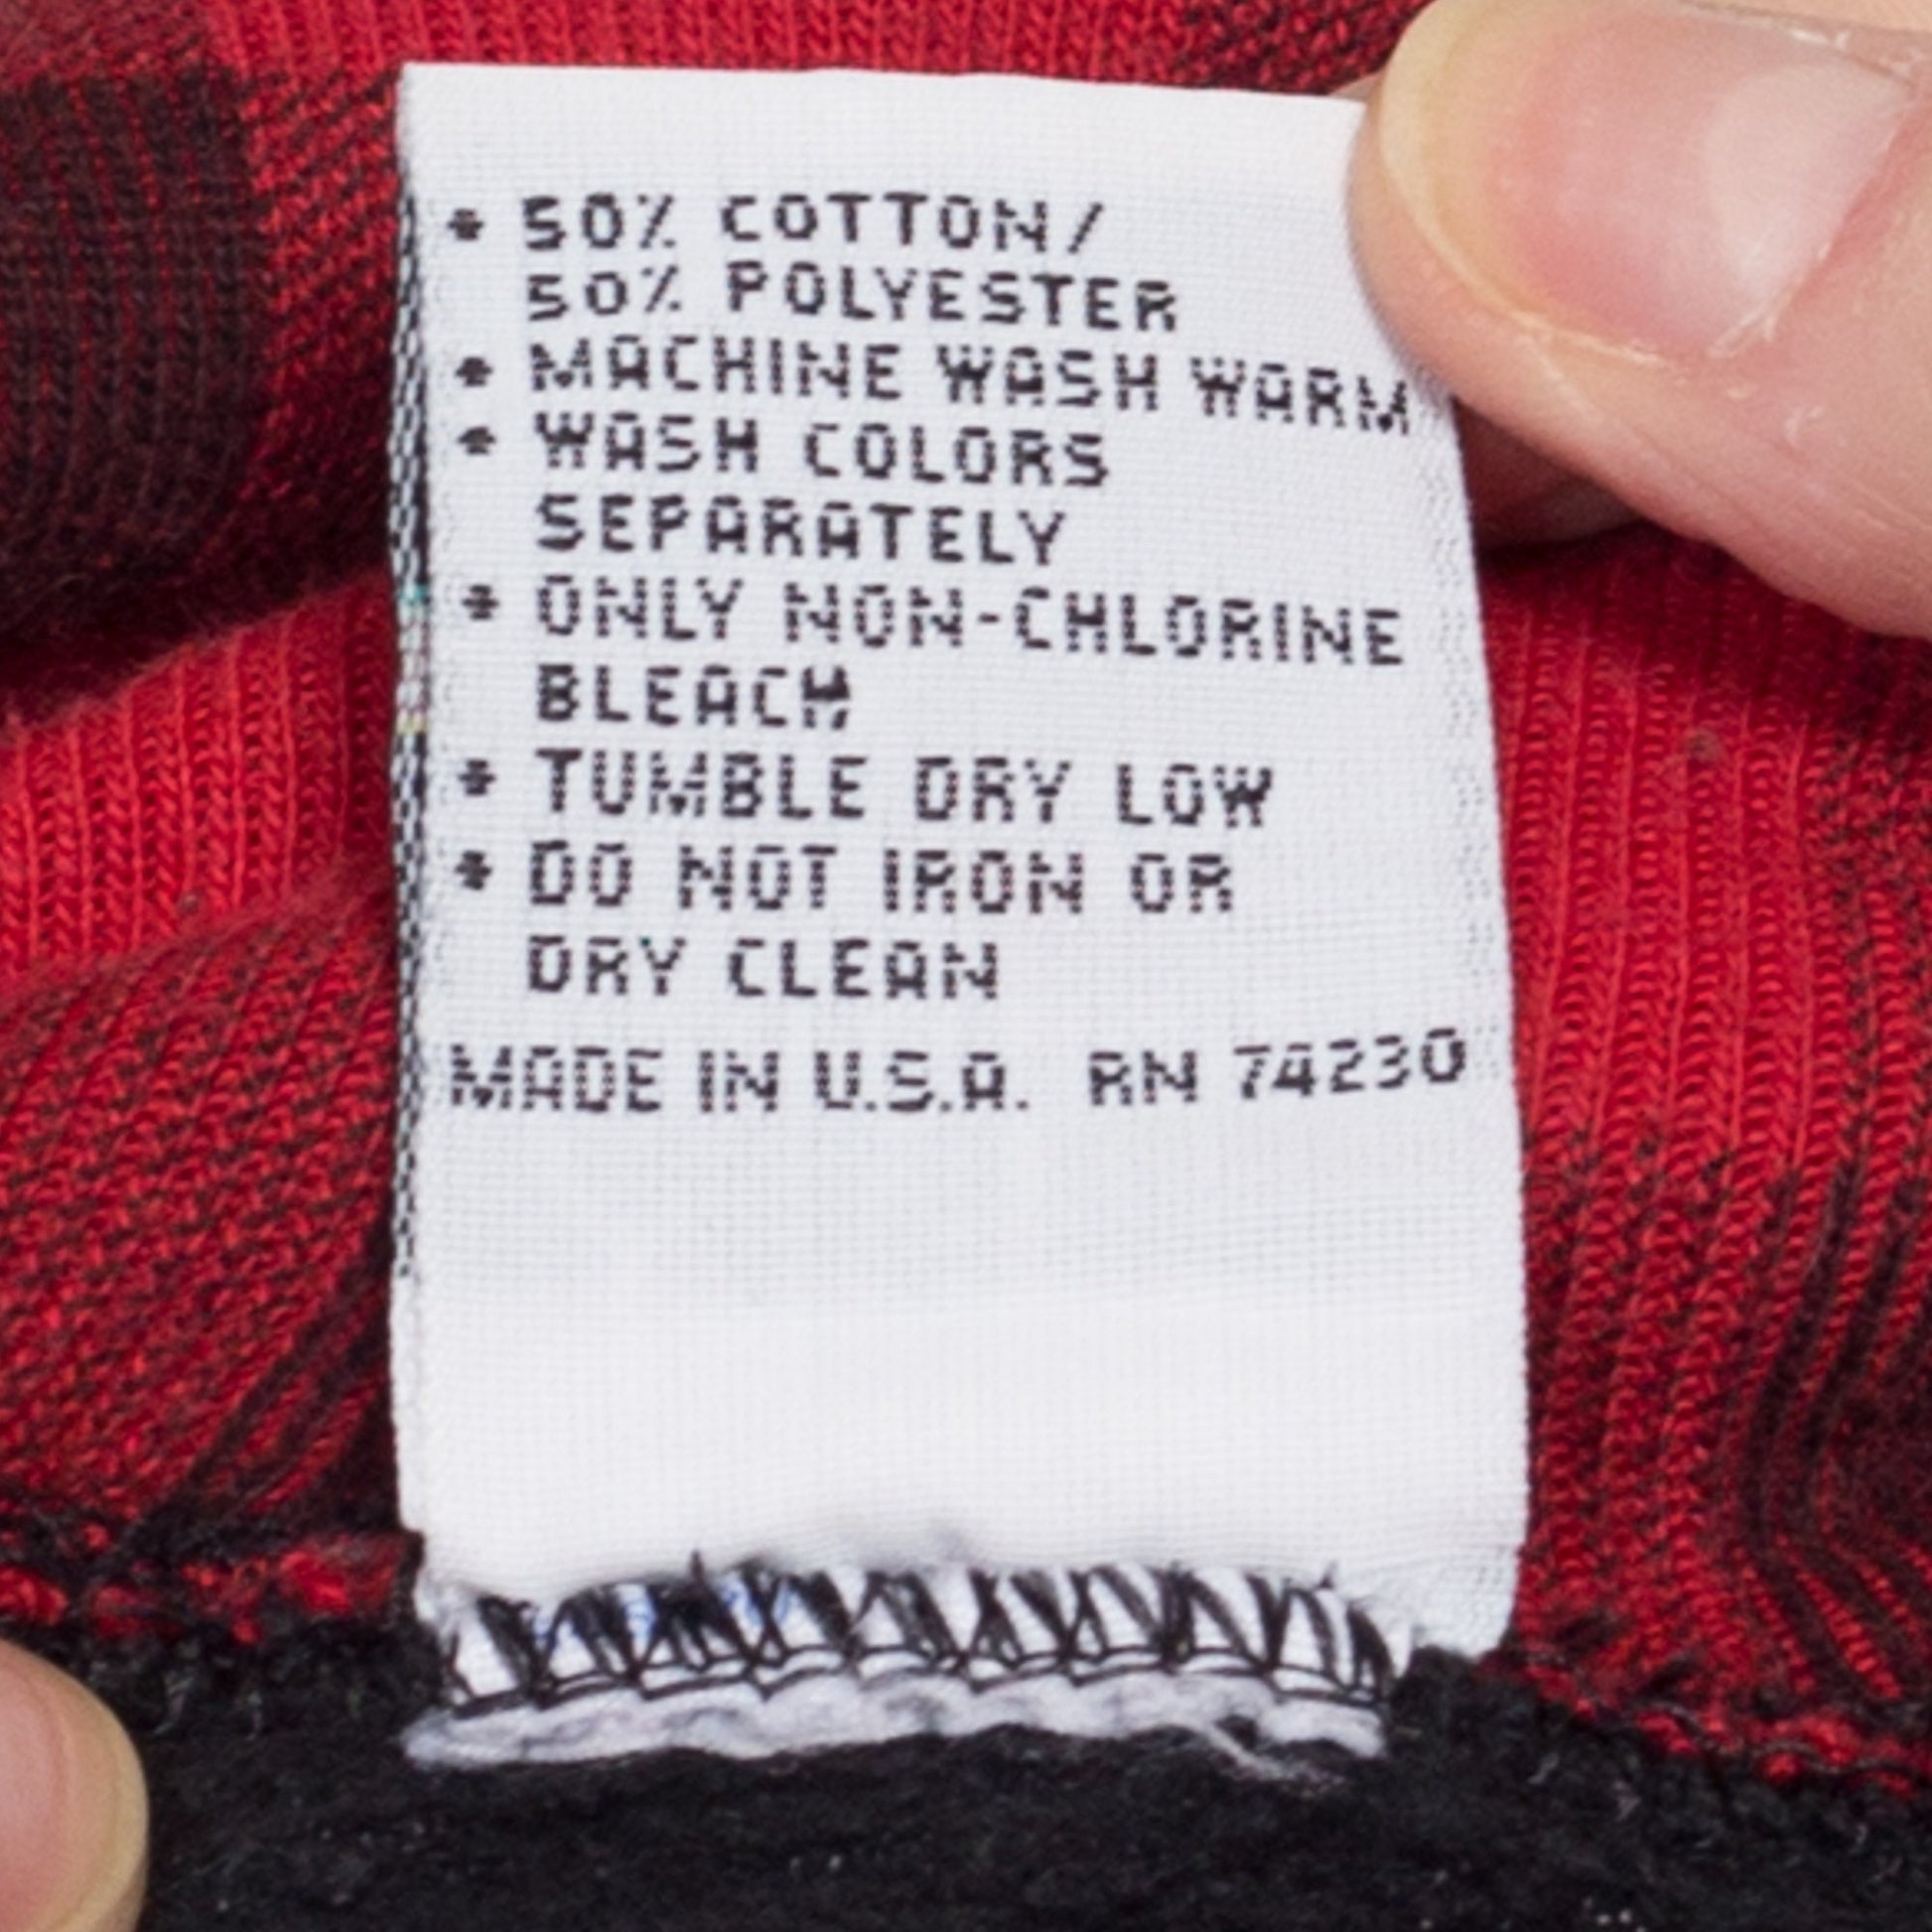 * 50% COTTON/
50% POLYESTER
* MACHINE WASH WARM
* WASH COLORS
SEPARATELY
* ONLY NON-CHLORINE
BLEACH
* TUMBLE DRY LOW
* DO NOT IRON OR
DRY CLEAN
MADE IN U.S.A. RN 74230